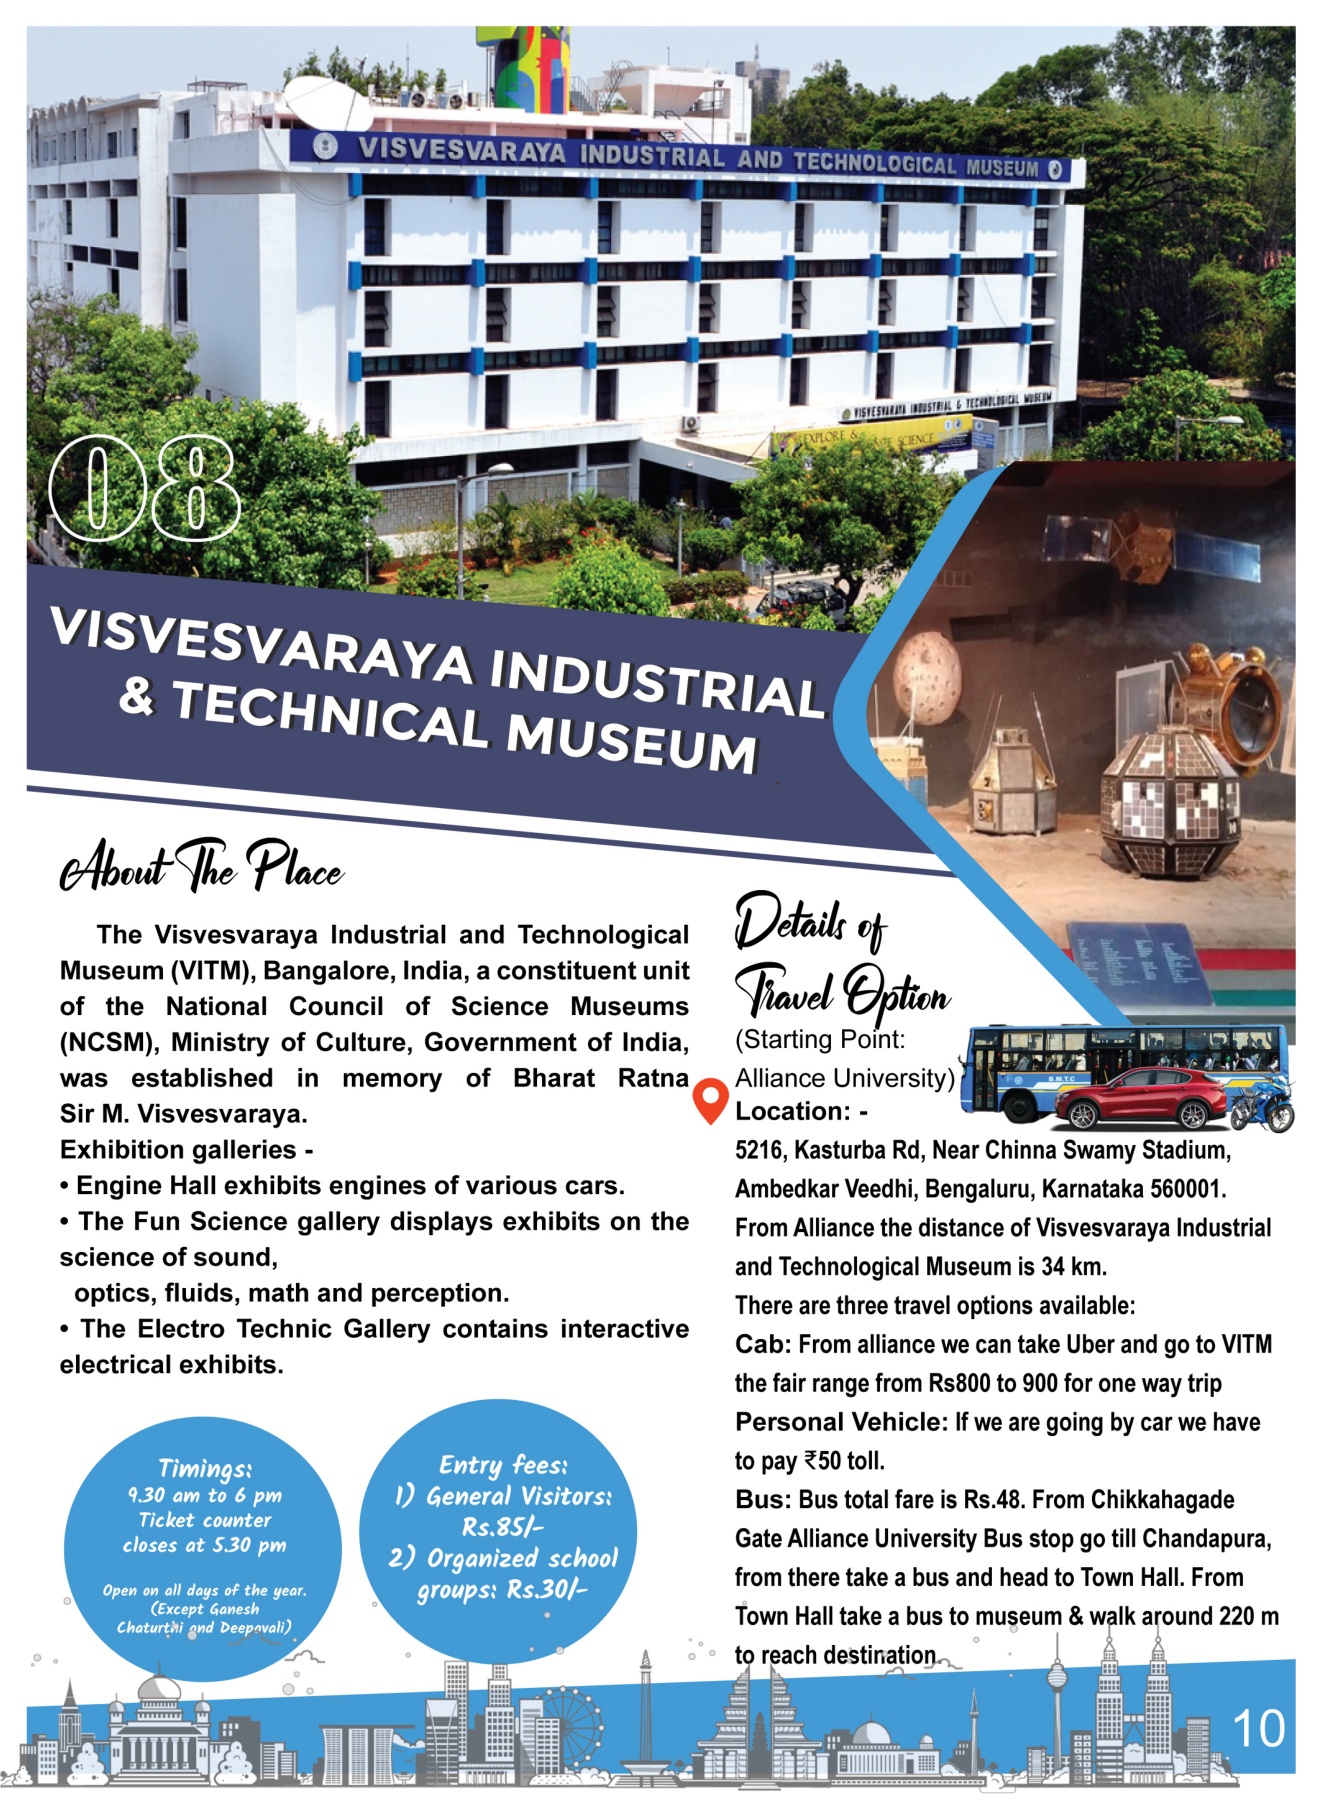 VISVESVARAYA INDUSTRIAL AND TECHNOLOGICAL MUSEUM
VISVESVARAYA INDUSTRIAL & TECHNOLOGICAL MUSEUM
EXPLORE &
SCIENCE
08
VISVESVARAYA INDUSTRIAL
& TECHNICAL MUSEUM
About The Place
The Visvesvaraya Industrial and Technological
Museum (VITM), Bangalore, India, a constituent unit
of the National Council of Science Museums
(NCSM), Ministry of Culture, Government of India,
was established in memory of Bharat Ratna
Sir M. Visvesvaraya.
Exhibition galleries -
• Engine Hall exhibits engines of various cars.
• The Fun Science gallery displays exhibits on the
science of sound,
optics, fluids, math and perception.
• The Electro Technic Gallery contains interactive
electrical exhibits.
Timings:
9.30 am to 6 pm
Ticket counter
closes at 5.30 pm
Open on all days of the year.
(Except Ganesh
Chaturthi and Deepavali)
Entry fees:
1) General Visitors:
Rs.85/-
2) Organized school
groups: Rs.30/-
Details of
Travel Option
(Starting Point:
Alliance University)
B.M.T.C
Location: -
5216, Kasturba Rd, Near Chinna Swamy Stadium,
Ambedkar Veedhi, Bengaluru, Karnataka 560001.
From Alliance the distance of Visvesvaraya Industrial
and Technological Museum is 34 km.
There are three travel options available:
Cab: From alliance we can take Uber and go to VITM
the fair range from Rs800 to 900 for one way trip
Personal Vehicle: If we are going by car we have
to pay ₹50 toll.
Bus: Bus total fare is Rs.48. From Chikkahagade
Gate Alliance University Bus stop go till Chandapura,
from there take a bus and head to Town Hall. From
Town Hall take a bus to museum & walk around 220 m
to reach destination.
10